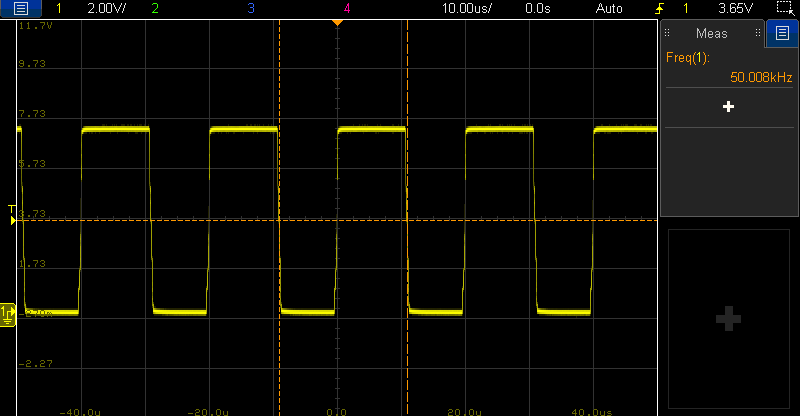 1 2.00V/ 2 3 4 10.00us/ 0.0s Auto 1 3.65V
11.7V
Meas
9.73
Freq(1):
50.008kHz
7.73
5.73
T
3.73
1.73
1
-270m
-2.27
-40.0u -20.0u 0.0 20.0u 40.0us